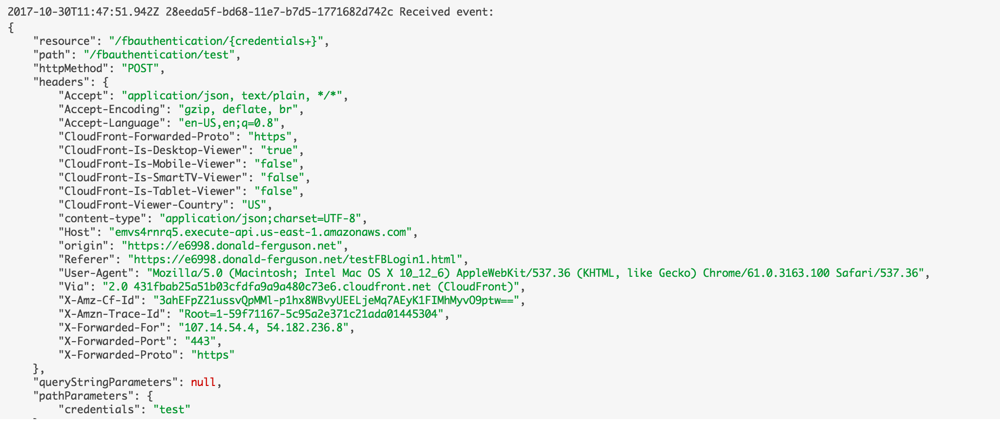 2017-10-30T11:47:51.942Z 28eeda5f-bd68-11e7-b7d5-1771682d742c Received event:
{
    "resource": "/fbauthentication/{credentials+}",
    "path": "/fbauthentication/test",
    "httpMethod": "POST",
    "headers": {
        "Accept": "application/json, text/plain, */*",
        "Accept-Encoding": "gzip, deflate, br",
        "Accept-Language": "en-US,en;q=0.8",
        "CloudFront-Forwarded-Proto": "https",
        "CloudFront-Is-Desktop-Viewer": "true",
        "CloudFront-Is-Mobile-Viewer": "false",
        "CloudFront-Is-SmartTV-Viewer": "false",
        "CloudFront-Is-Tablet-Viewer": "false",
        "CloudFront-Viewer-Country": "US",
        "content-type": "application/json;charset=UTF-8",
        "Host": "emvs4rnrq5.execute-api.us-east-1.amazonaws.com",
        "origin": "https://e6998.donald-ferguson.net",
        "Referer": "https://e6998.donald-ferguson.net/testFBLogin1.html",
        "User-Agent": "Mozilla/5.0 (Macintosh; Intel Mac OS X 10_12_6) AppleWebKit/537.36 (KHTML, like Gecko) Chrome/61.0.3163.100 Safari/537.36",
        "Via": "2.0 431fbab25a51b03cfdfa9a9a480c73e6.cloudfront.net (CloudFront)",
        "X-Amz-Cf-Id": "3ahEFpZ21ussvQpMMl-p1hx8WBvyUEELjeMq7AEyK1FIMhMyvO9ptw==",
        "X-Amzn-Trace-Id": "Root=1-59f71167-5c95a2e371c21ada01445304",
        "X-Forwarded-For": "107.14.54.4, 54.182.236.8",
        "X-Forwarded-Port": "443",
        "X-Forwarded-Proto": "https"
    },
    "queryStringParameters": null,
    "pathParameters": {
        "credentials": "test"